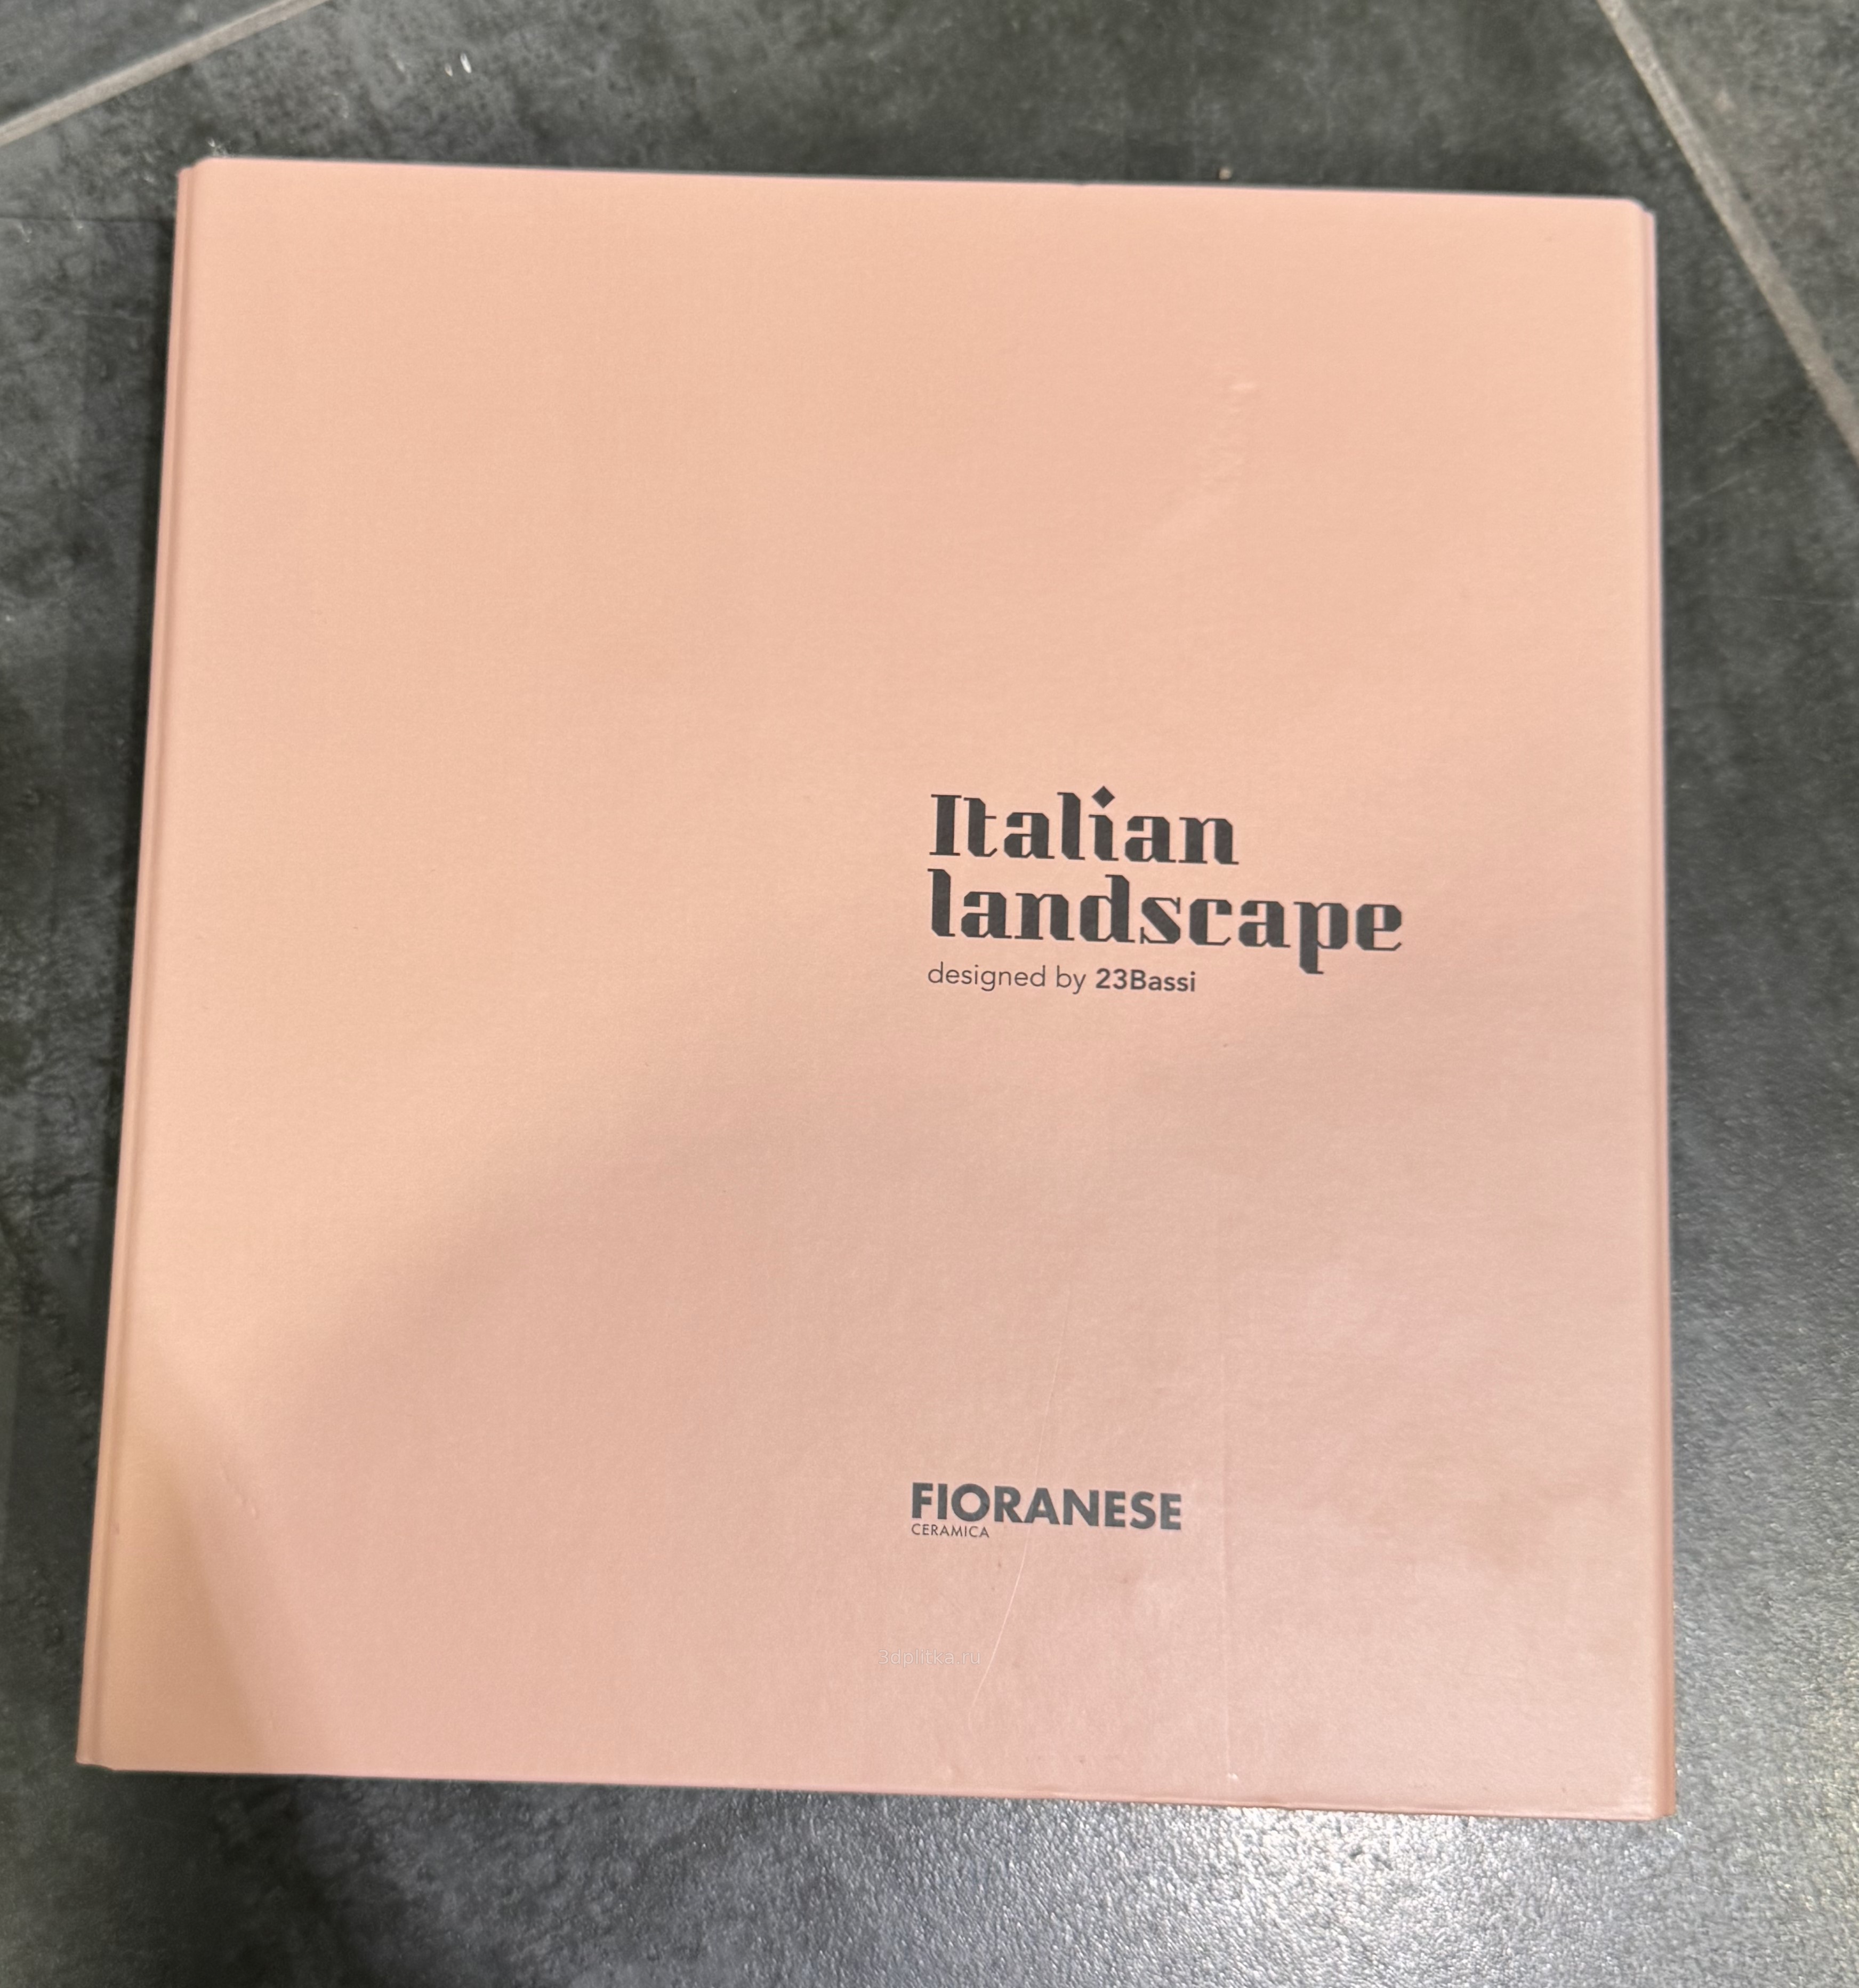 Italian
landscape
designed by 23Bassi
FIORANESE
CERAMICA
3dplitka.ru